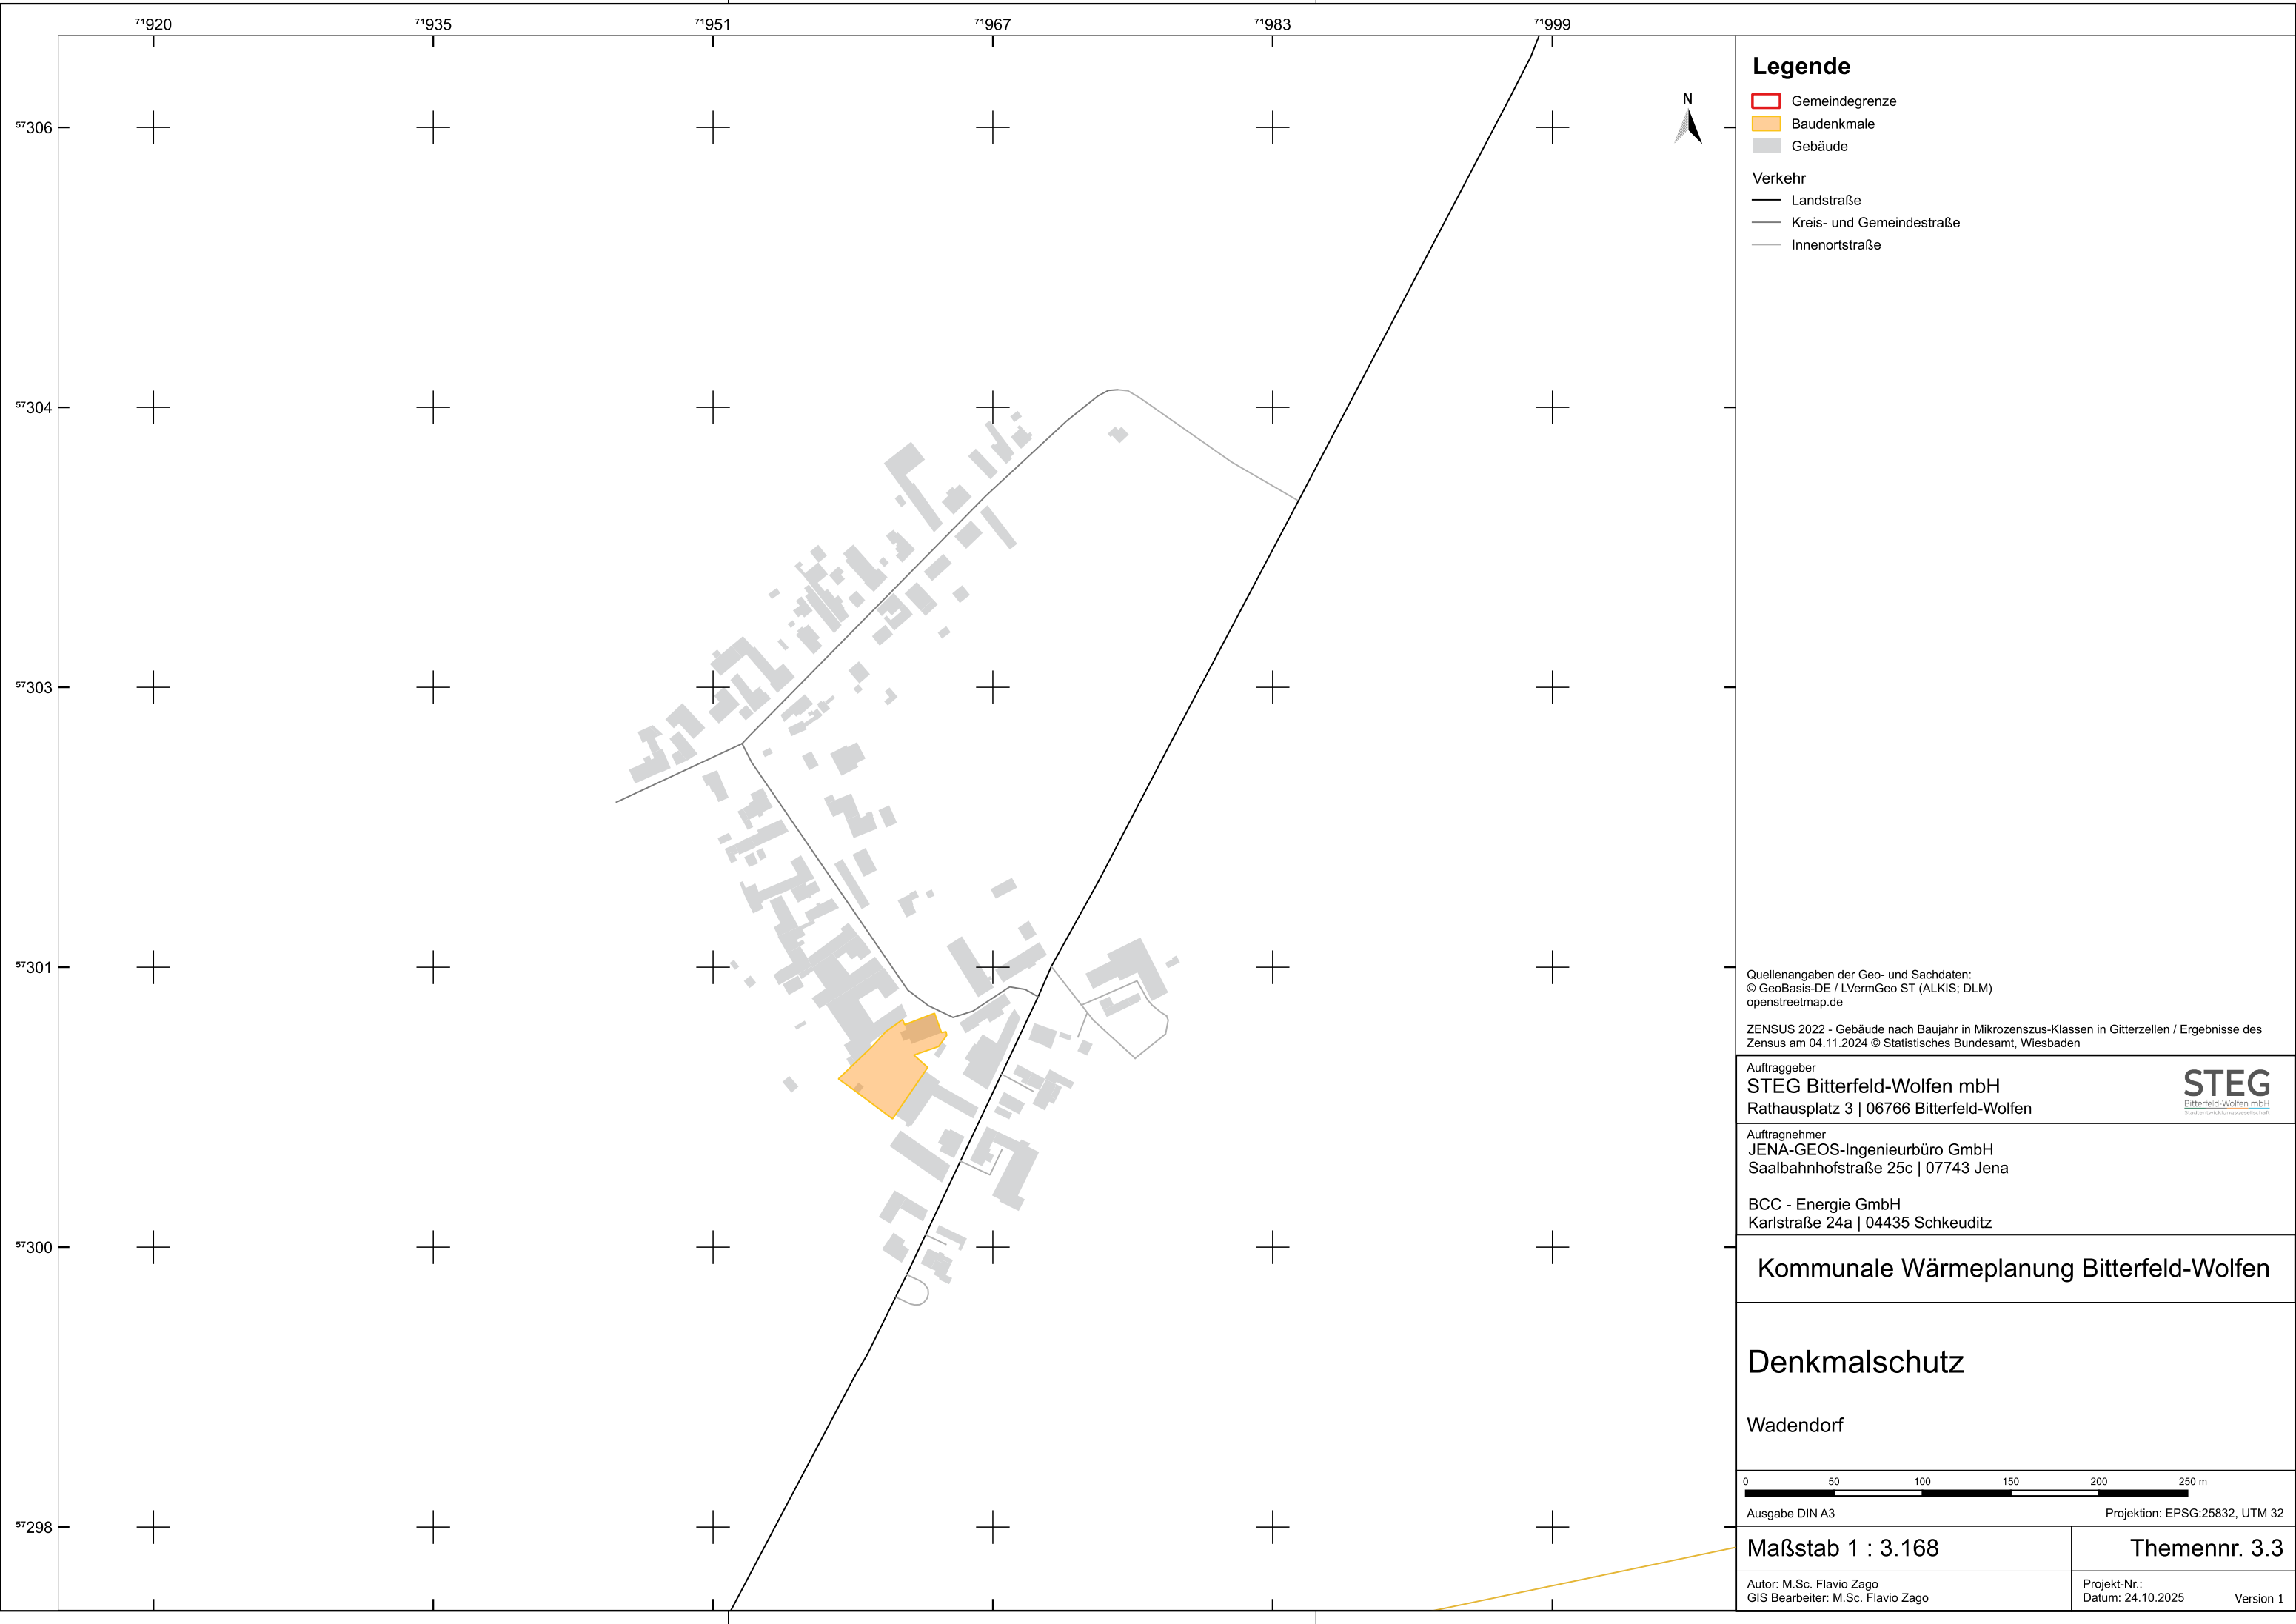 ⁷¹920 ⁷¹935 ⁷¹951 ⁷¹967 ⁷¹983 ⁷¹999
⁵⁷306
⁵⁷304
⁵⁷303
⁵⁷301
⁵⁷300
⁵⁷298
N
Legende
Gemeindegrenze
Baudenkmale
Gebäude
Verkehr
Landstraße
Kreis- und Gemeindestraße
Innenortstraße
Quellenangaben der Geo- und Sachdaten:
© GeoBasis-DE / LVermGeo ST (ALKIS; DLM)
openstreetmap.de
ZENSUS 2022 - Gebäude nach Baujahr in Mikrozenszus-Klassen in Gitterzellen / Ergebnisse des
Zensus am 04.11.2024 © Statistisches Bundesamt, Wiesbaden
Auftraggeber
STEG Bitterfeld-Wolfen mbH
Rathausplatz 3 | 06766 Bitterfeld-Wolfen
STEG
Bitterfeld-Wolfen mbH
Stadtentwicklungsgesellschaft
Auftragnehmer
JENA-GEOS-Ingenieurbüro GmbH
Saalbahnhofstraße 25c | 07743 Jena
BCC - Energie GmbH
Karlstraße 24a | 04435 Schkeuditz
Kommunale Wärmeplanung Bitterfeld-Wolfen
Denkmalschutz
Wadendorf
0 50 100 150 200 250 m
Ausgabe DIN A3 Projektion: EPSG:25832, UTM 32
Maßstab 1 : 3.168 Themennr. 3.3
Autor: M.Sc. Flavio Zago
GIS Bearbeiter: M.Sc. Flavio Zago
Projekt-Nr.:
Datum: 24.10.2025 Version 1